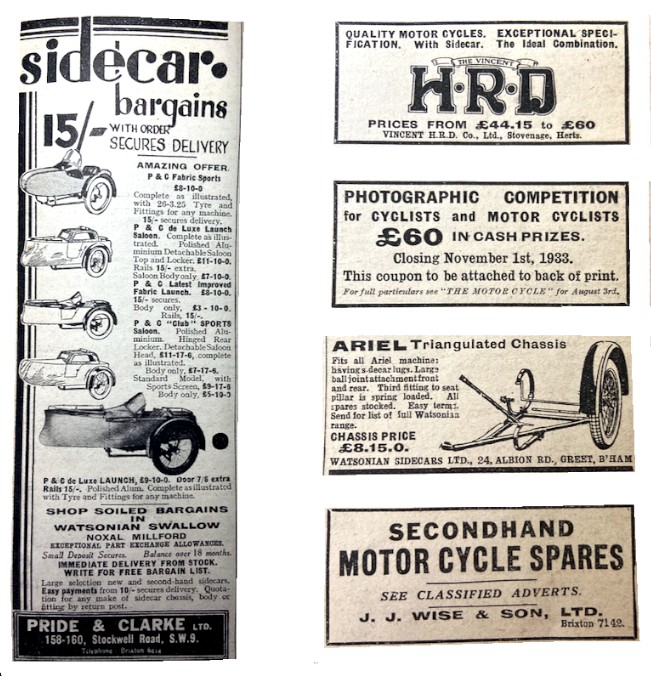 sidecar.
bargains
15/- WITH ORDER
SECURES DELIVERY
AMAZING OFFER.
P & C Fabric Sports
£8-10-0
Complete as illustrated,
with 26-3.25 Tyre and
Fittings for any machine.
15/- secures delivery.
P & C de Luxe Launch
Saloon. Complete as illus-
trated. Polished Alu-
minium Detachable Saloon
Top and Locker. £11-10-0.
Rails 15/- extra.
Saloon Body only, £7-10-0.
P & C Latest Improved
Fabric Launch. £8-10-0.
15/- secures.
Body only, £3-10-0.
Rails, 15/-.
P & C "Club" SPORTS
Saloon. Polished Alu-
minium. Hinged Rear
Locker. Detachable Saloon
Head, £11-17-6, complete
as illustrated.
Body only, £7-17-6.
Standard Model, with
Sports Screen, £9-17-6
Body only, £5-10-0
P & C de Luxe LAUNCH, £9-10-0. Door 7/6 extra
Rails 15/-. Polished Alum. Complete as illustrated
with Tyre and Fittings for any machine.
SHOP SOILED BARGAINS
IN
WATSONIAN SWALLOW
NOXAL MILLFORD
EXCEPTIONAL PART EXCHANGE ALLOWANCES.
Small Deposit Secures. Balance over 18 months.
IMMEDIATE DELIVERY FROM STOCK.
WRITE FOR FREE BARGAIN LIST.
Large selection new and second-hand sidecars.
Easy payments from 10/- secures delivery. Quota-
tion for any make of sidecar chassis, body or
fitting by return post.
PRIDE & CLARKE LTD.
158-160, Stockwell Road, S.W.9.
Telephone Brixton
QUALITY MOTOR CYCLES. EXCEPTIONAL SPECI-
FICATION. With Sidecar. The Ideal Combination.
THE VINCENT
H·R·D
PRICES FROM £44.15 to £60
VINCENT H.R.D. Co., Ltd., Stevenage, Herts.
PHOTOGRAPHIC COMPETITION
for CYCLISTS and MOTOR CYCLISTS
£60 IN CASH PRIZES.
Closing November 1st, 1933.
This coupon to be attached to back of print.
For full particulars see "THE MOTOR CYCLE" for August 3rd,
ARIEL Triangulated Chassis
Fits all Ariel machines
having sidecar lugs. Large
ball joint attachment front
and rear. Third fitting to seat
pillar is spring loaded. All
spares stocked. Easy terms.
Send for list of full Watsonian
range.
CHASSIS PRICE
£8.15.0.
WATSONIAN SIDECARS LTD., 24, ALBION RD., GREET, B'HAM
SECONDHAND
MOTOR CYCLE SPARES
SEE CLASSIFIED ADVERTS.
J. J. WISE & SON, LTD.
Brixton 7142.